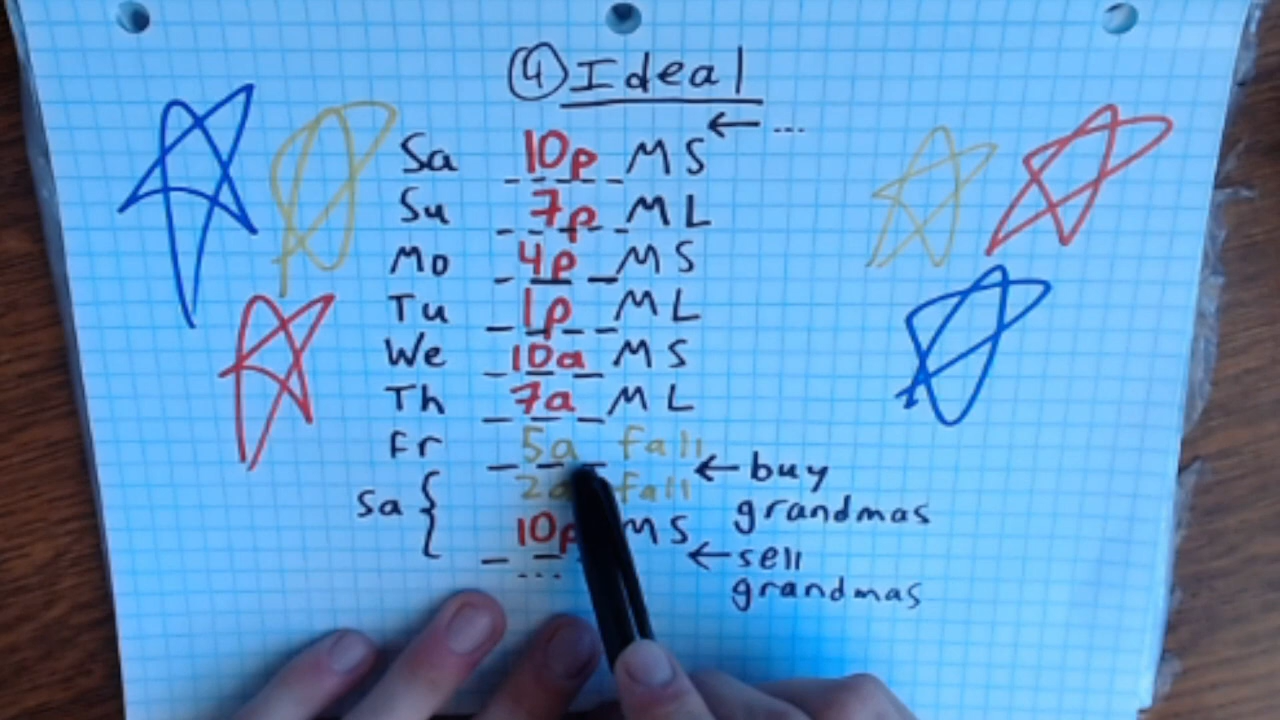 ④ Ideal
← ...
Sa 10p MS
Su 7p ML
Mo 4p MS
Tu 1p ML
We 10a MS
Th 7a ML
Fr 5a fall
← buy grandmas
Sa { 2a fall
10p MS
← sell grandmas
...